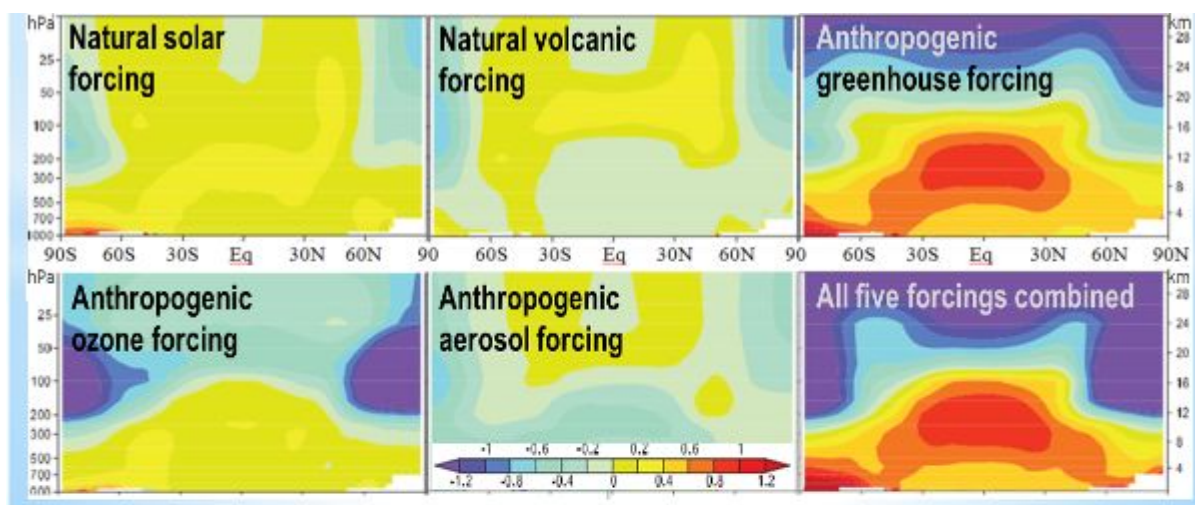 hPa
km
Natural solar
forcing
Natural volcanic
forcing
Anthropogenic
greenhouse forcing
25
50
100
200
300
500
700
1000
28
24
20
16
12
8
4
90S 60S 30S Eq 30N 60N 90S 60S 30S Eq 30N 60N 90 60S 30S Eq 30N 60N 90N
hPa
km
Anthropogenic
ozone forcing
Anthropogenic
aerosol forcing
All five forcings combined
25
50
100
200
300
500
700
28
24
20
16
12
8
4
-1 -0.6 -0.2 0.2 0.6 1
-1.2 -0.8 -0.4 0 0.4 0.8 1.2